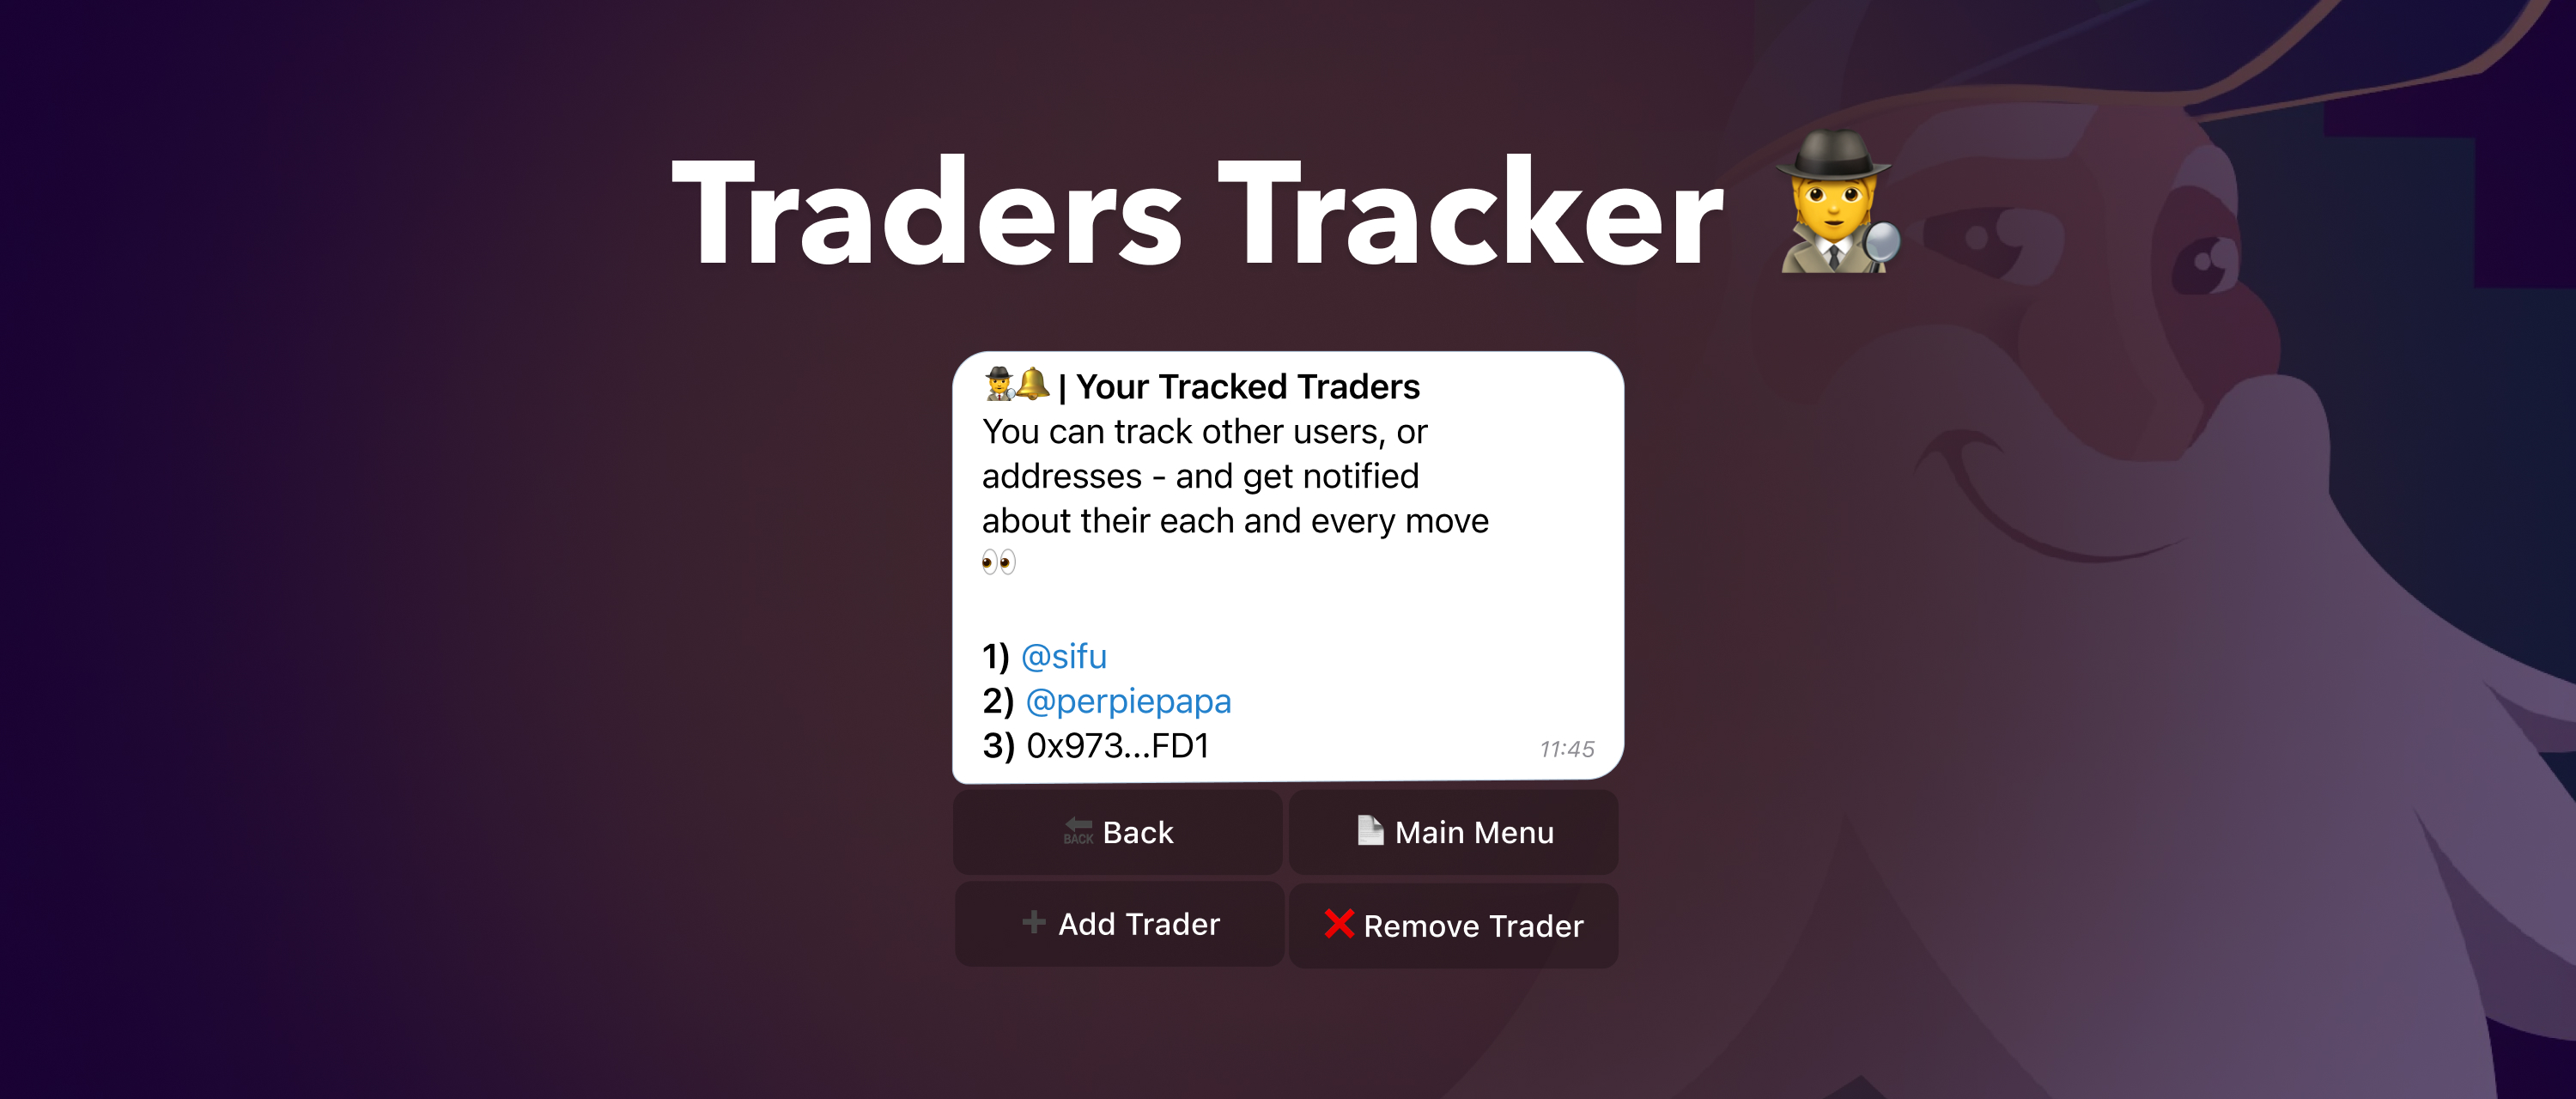 Traders Tracker 🕵️
🕵️🔔 | Your Tracked Traders
You can track other users, or
addresses - and get notified
about their each and every move
👀
1) @sifu
2) @perpiepapa
3) 0x973...FD1
11:45
🔙 Back
📄 Main Menu
➕ Add Trader
❌ Remove Trader